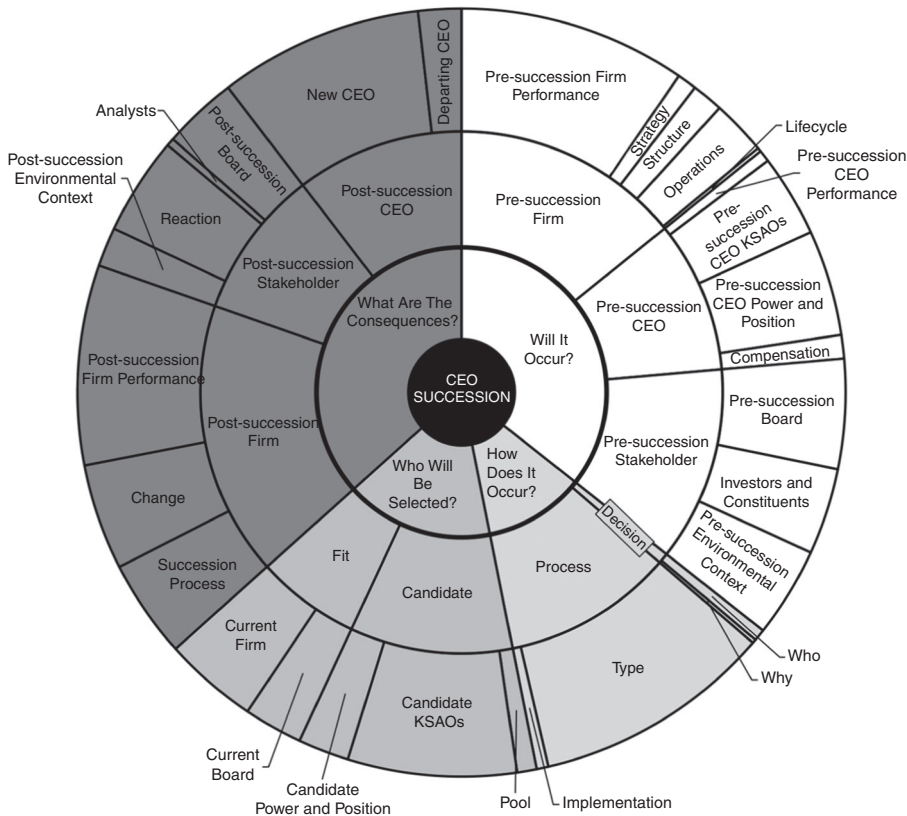 CEO
SUCCESSION
Will It
Occur?
How
Does It
Occur?
Who Will
Be
Selected?
What Are The
Consequences?
Pre-succession
Firm
Pre-succession
CEO
Pre-succession
Stakeholder
Decision
Process
Candidate
Fit
Post-succession
Firm
Post-succession
Stakeholder
Post-succession
CEO
Pre-succession Firm
Performance
Strategy
Structure
Operations
Lifecycle
Pre-succession
CEO
Performance
Pre-
succession
CEO KSAOs
Pre-succession
CEO Power and
Position
Compensation
Pre-succession
Board
Investors and
Constituents
Pre-succession
Environmental
Context
Who
Why
Type
Implementation
Pool
Candidate
KSAOs
Candidate
Power and Position
Current
Board
Current
Firm
Succession
Process
Change
Post-succession
Firm Performance
Post-succession
Environmental
Context
Reaction
Analysts
Post-succession
Board
New CEO
Departing CEO